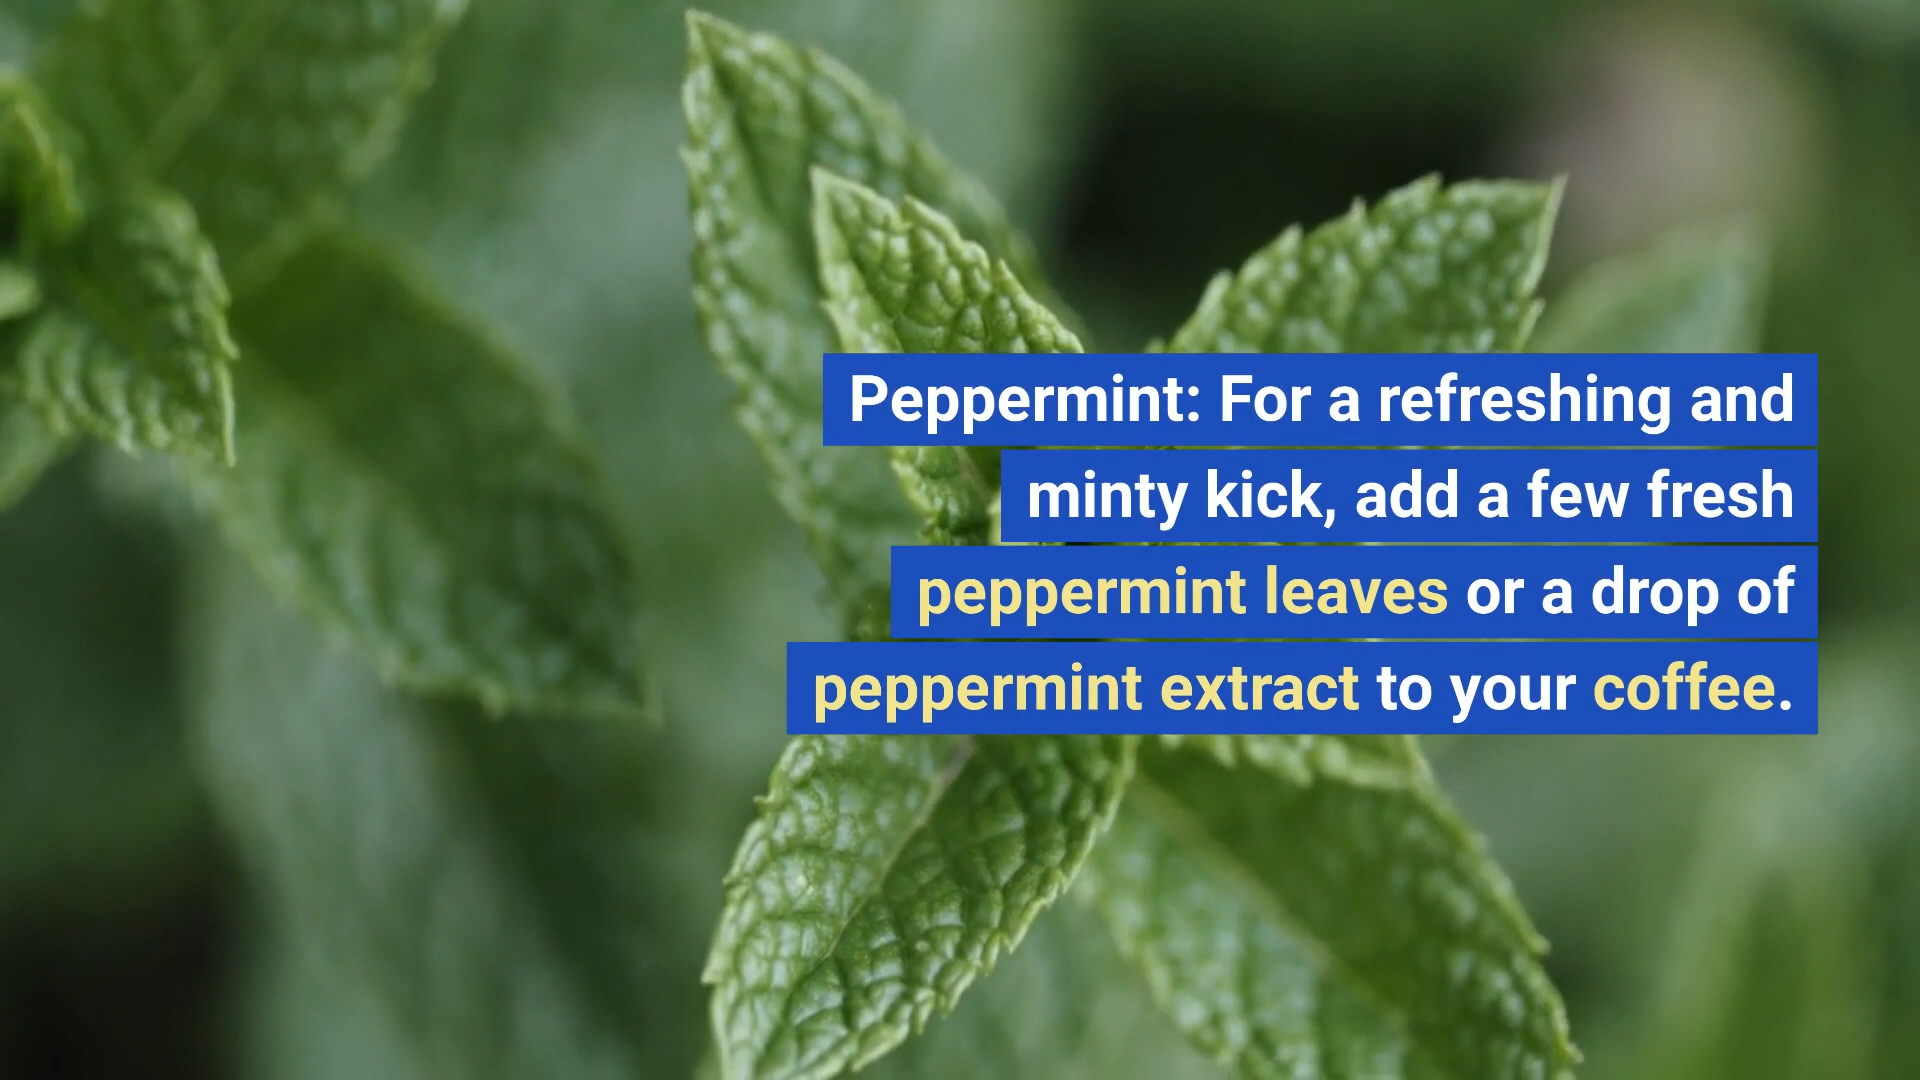 Peppermint: For a refreshing and
minty kick, add a few fresh
peppermint leaves or a drop of
peppermint extract to your coffee.